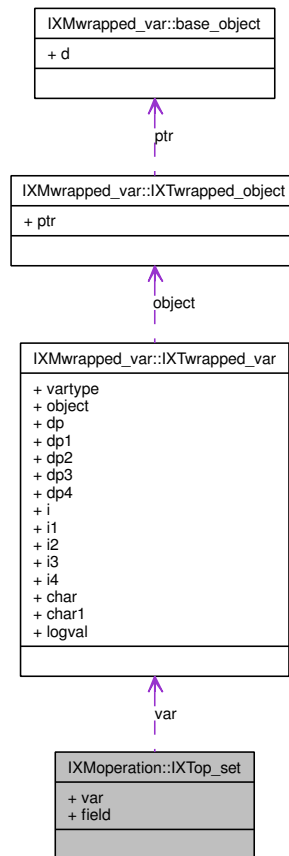 IXMwrapped_var::base_object
+ d
ptr
IXMwrapped_var::IXTwrapped_object
+ ptr
object
IXMwrapped_var::IXTwrapped_var
+ vartype
+ object
+ dp
+ dp1
+ dp2
+ dp3
+ dp4
+ i
+ i1
+ i2
+ i3
+ i4
+ char
+ char1
+ logval
var
IXMoperation::IXTop_set
+ var
+ field